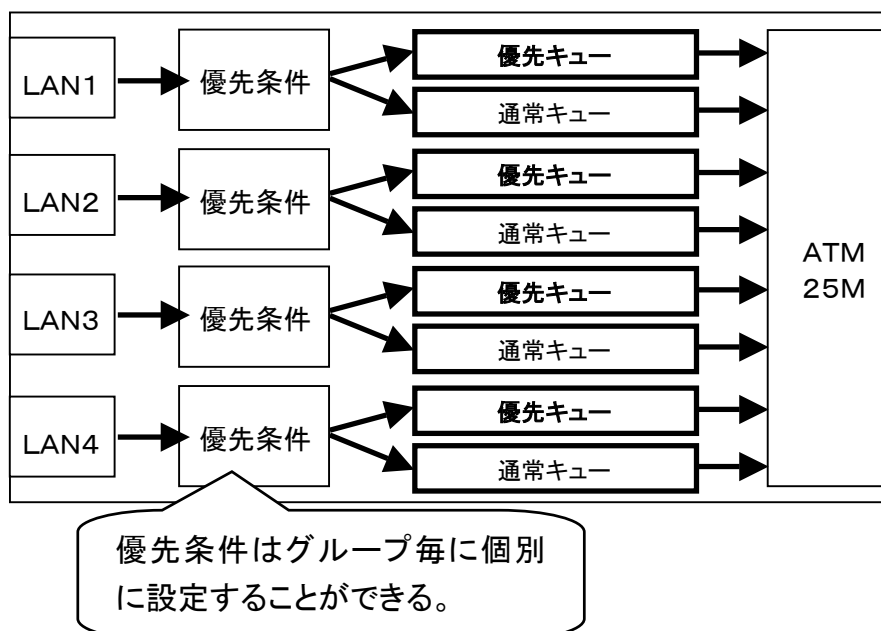 LAN1
優先条件
優先キュー
通常キュー
LAN2
優先条件
優先キュー
通常キュー
LAN3
優先条件
優先キュー
通常キュー
LAN4
優先条件
優先キュー
通常キュー
ATM
25M
優先条件はグループ毎に個別
に設定することができる。